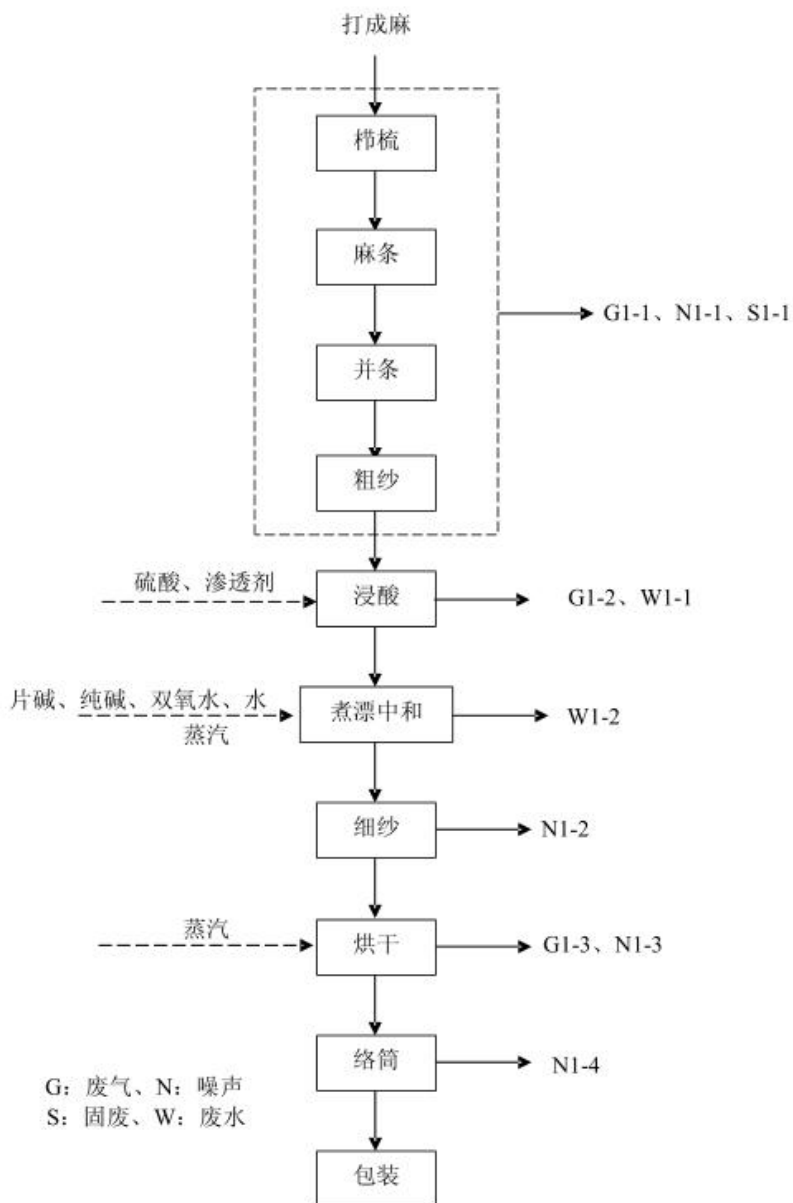 打成麻
栉梳
麻条
并条
粗纱
G1-1、N1-1、S1-1
硫酸、渗透剂
浸酸
G1-2、W1-1
片碱、纯碱、双氧水、水
蒸汽
煮漂中和
W1-2
细纱
N1-2
蒸汽
烘干
G1-3、N1-3
络筒
N1-4
G：废气、N：噪声
S：固废、W：废水
包装